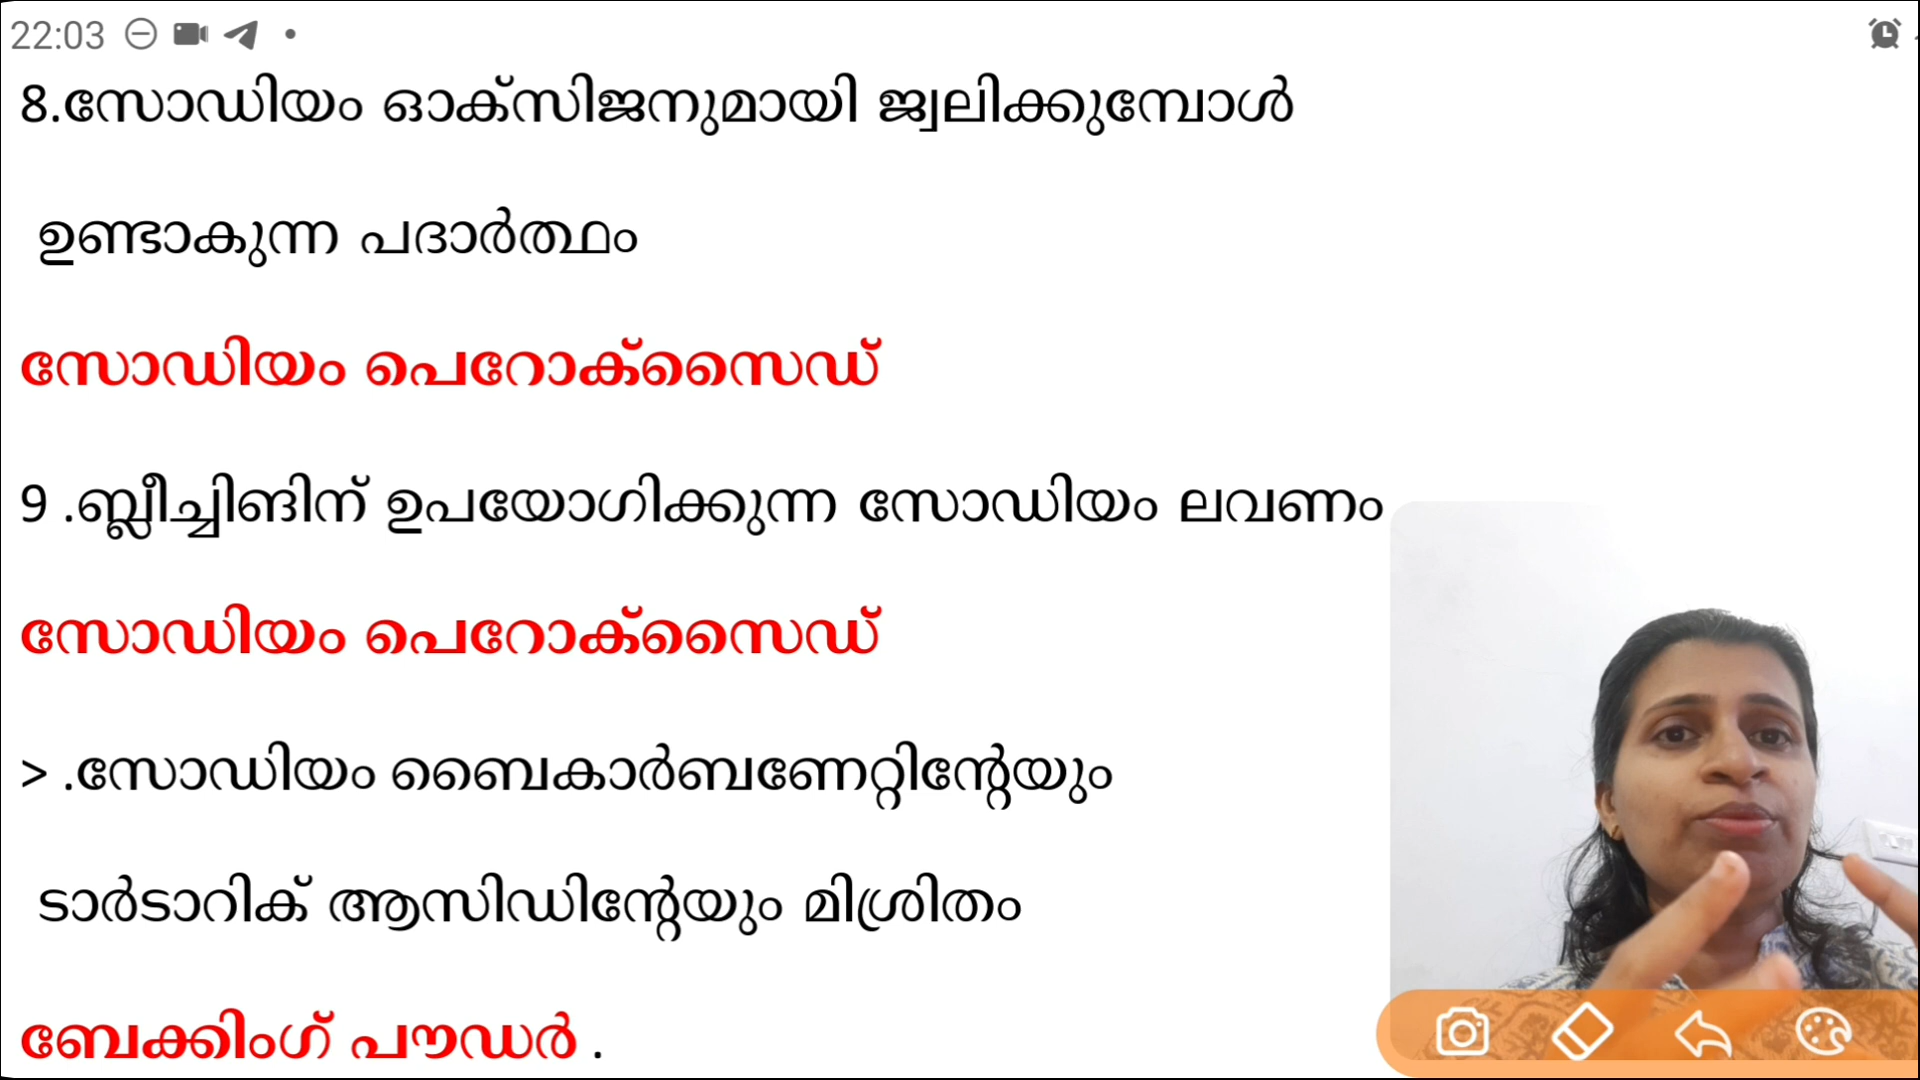 22:03
8.സോഡിയം ഓക്സിജനുമായി ജ്വലിക്കുമ്പോൾ
ഉണ്ടാകുന്ന പദാർത്ഥം
സോഡിയം പെറോക്സൈഡ്
9 .ബ്ലീച്ചിങിന് ഉപയോഗിക്കുന്ന സോഡിയം ലവണം
സോഡിയം പെറോക്സൈഡ്
> .സോഡിയം ബൈകാർബണേറ്റിന്റേയും
ടാർടാറിക് ആസിഡിന്റേയും മിശ്രിതം
ബേക്കിംഗ് പൗഡർ .